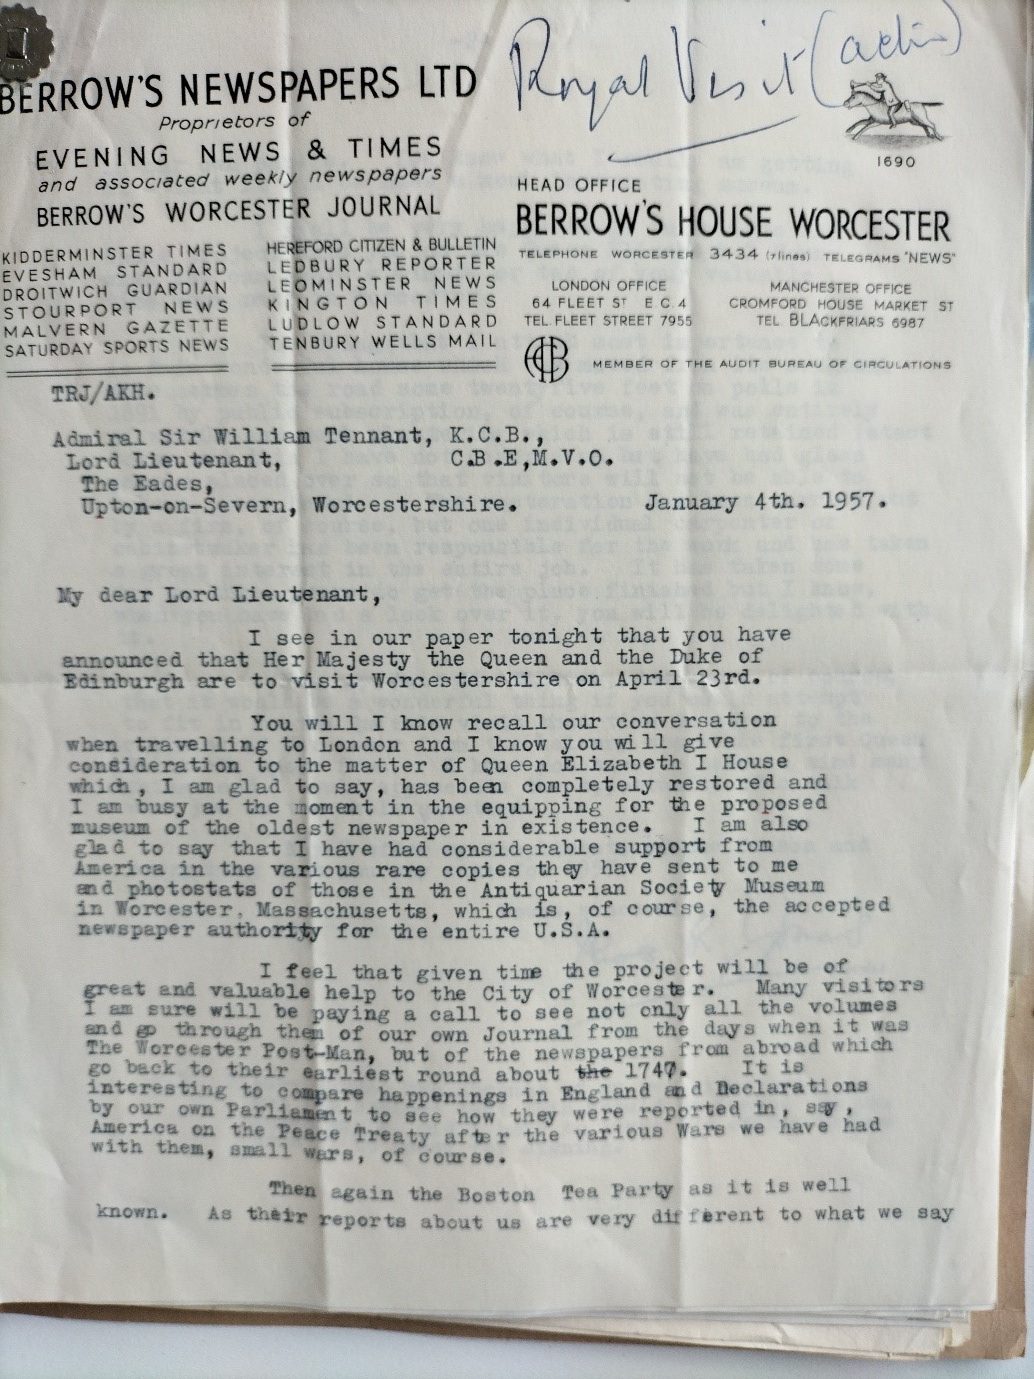 Royal Visit
BERROW'S NEWSPAPERS LTD
Proprietors of
EVENING NEWS & TIMES
and associated weekly newspapers
BERROW'S WORCESTER JOURNAL
KIDDERMINSTER TIMES
EVESHAM STANDARD
DROITWICH GUARDIAN
STOURPORT NEWS
MALVERN GAZETTE
SATURDAY SPORTS NEWS
HEREFORD CITIZEN & BULLETIN
LEDBURY REPORTER
LEOMINSTER NEWS
KINGTON TIMES
LUDLOW STANDARD
TENBURY WELLS MAIL
1690
HEAD OFFICE
BERROW'S HOUSE WORCESTER
TELEPHONE WORCESTER 3434 (7 lines) TELEGRAMS "NEWS"
LONDON OFFICE
64 FLEET ST E.C.4
TEL. FLEET STREET 7955
MANCHESTER OFFICE
CROMFORD HOUSE MARKET ST
TEL. BLACKFRIARS 6987
MEMBER OF THE AUDIT BUREAU OF CIRCULATIONS
TRJ/AKH.
Admiral Sir William Tennant, K.C.B.,
Lord Lieutenant, C.B.E,M.V.O.
The Eades,
Upton-on-Severn, Worcestershire. January 4th. 1957.
My dear Lord Lieutenant,
I see in our paper tonight that you have
announced that Her Majesty the Queen and the Duke of
Edinburgh are to visit Worcestershire on April 23rd.
You will I know recall our conversation
when travelling to London and I know you will give
consideration to the matter of Queen Elizabeth I House
which, I am glad to say, has been completely restored and
I am busy at the moment in the equipping for the proposed
museum of the oldest newspaper in existence. I am also
glad to say that I have had considerable support from
America in the various rare copies they have sent to me
and photostats of those in the Antiquarian Society Museum
in Worcester, Massachusetts, which is, of course, the accepted
newspaper authority for the entire U.S.A.
I feel that given time the project will be of
great and valuable help to the City of Worcester. Many visitors
I am sure will be paying a call to see not only all the volumes
and go through them of our own Journal from the days when it was
The Worcester Post-Man, but of the newspapers from abroad which
go back to their earliest round about the 1747. It is
interesting to compare happenings in England and Declarations
by our own Parliament to see how they were reported in, say,
America on the Peace Treaty after the various Wars we have had
with them, small wars, of course.
Then again the Boston Tea Party as it is well
known. As their reports about us are very different to what we say